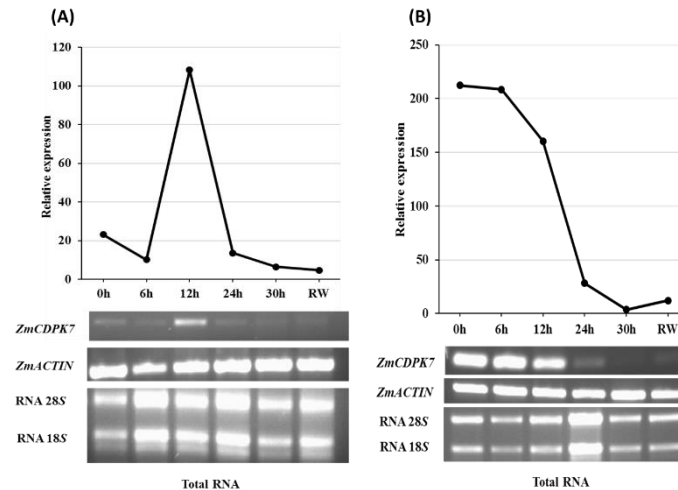 (A)
Relative expression
120
100
80
60
40
20
0
0h 6h 12h 24h 30h RW
ZmCDPK7
ZmACTIN
RNA 28S
RNA 18S
Total RNA
(B)
Relative expression
250
200
150
100
50
0
0h 6h 12h 24h 30h RW
ZmCDPK7
ZmACTIN
RNA 28S
RNA 18S
Total RNA